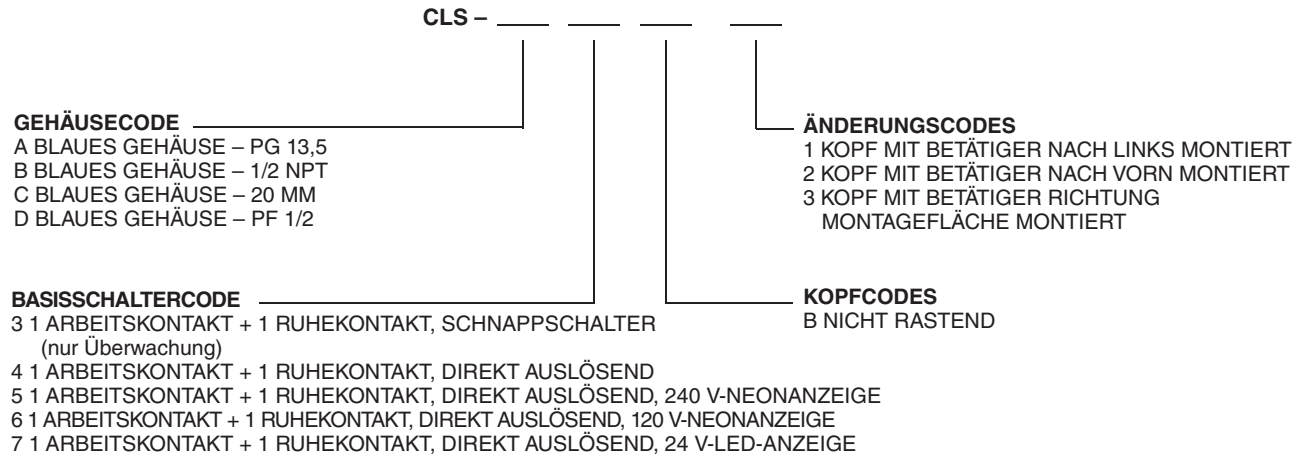 CLS – ____ ____ ____ ____
GEHÄUSECODE
A BLAUES GEHÄUSE – PG 13,5
B BLAUES GEHÄUSE – 1/2 NPT
C BLAUES GEHÄUSE – 20 MM
D BLAUES GEHÄUSE – PF 1/2
ÄNDERUNGSCODES
1 KOPF MIT BETÄTIGER NACH LINKS MONTIERT
2 KOPF MIT BETÄTIGER NACH VORN MONTIERT
3 KOPF MIT BETÄTIGER RICHTUNG
MONTAGEFLÄCHE MONTIERT
BASISSCHALTERCODE
3 1 ARBEITSKONTAKT + 1 RUHEKONTAKT, SCHNAPPSCHALTER
(nur Überwachung)
4 1 ARBEITSKONTAKT + 1 RUHEKONTAKT, DIREKT AUSLÖSEND
5 1 ARBEITSKONTAKT + 1 RUHEKONTAKT, DIREKT AUSLÖSEND, 240 V-NEONANZEIGE
6 1 ARBEITSKONTAKT + 1 RUHEKONTAKT, DIREKT AUSLÖSEND, 120 V-NEONANZEIGE
7 1 ARBEITSKONTAKT + 1 RUHEKONTAKT, DIREKT AUSLÖSEND, 24 V-LED-ANZEIGE
KOPFCODES
B NICHT RASTEND